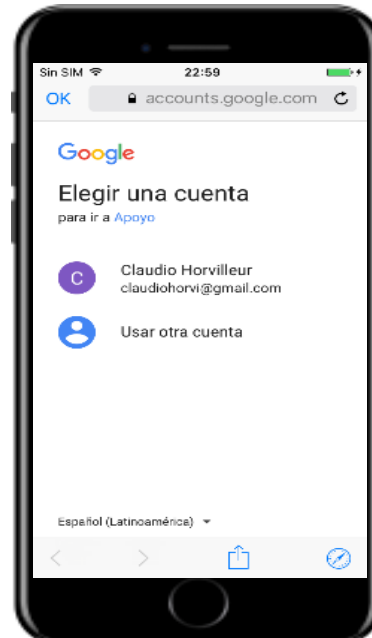 Sin SIM 22:59
OK accounts.google.com
Google
Elegir una cuenta
para ir a Apoyo
C Claudio Horvilleur
claudiohorvi@gmail.com
Usar otra cuenta
Español (Latinoamérica)